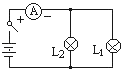 + A −
L₂ L₁